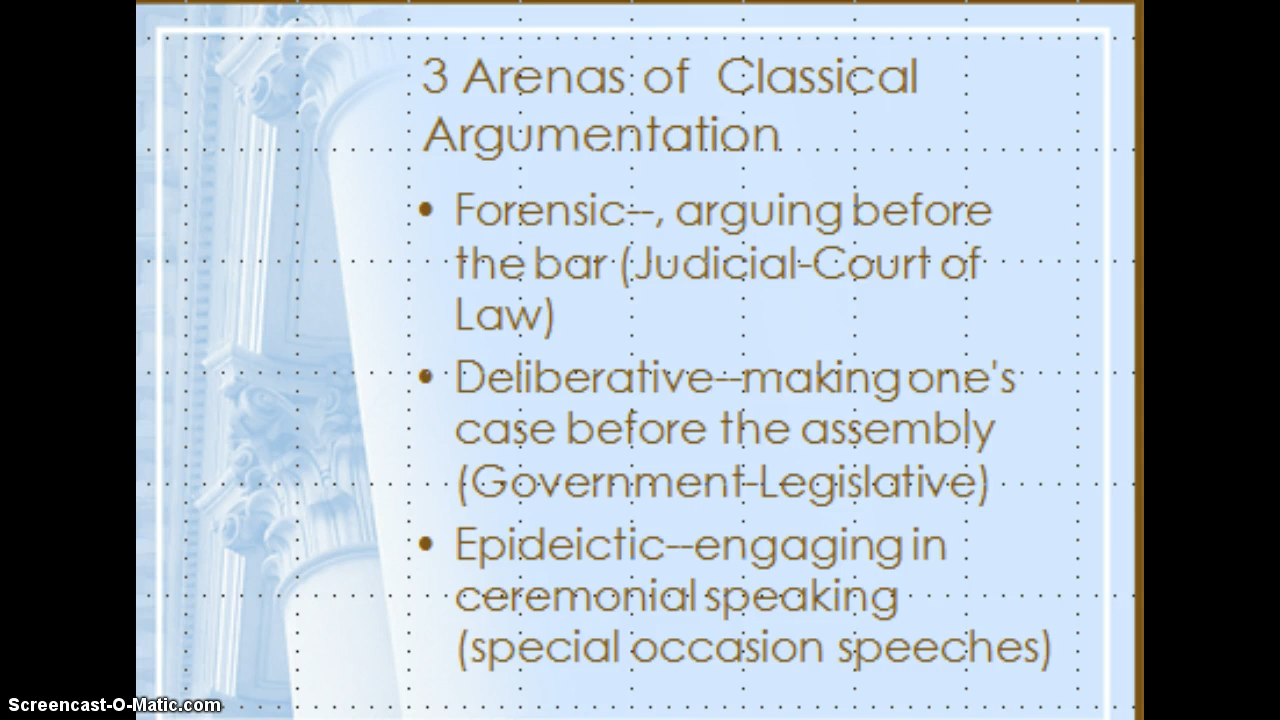 3 Arenas of Classical
Argumentation
• Forensic--, arguing before
the bar (Judicial-Court of
Law)
• Deliberative--making one's
case before the assembly
(Government-Legislative)
• Epideictic--engaging in
ceremonial speaking
(special occasion speeches)
Screencast-O-Matic.com